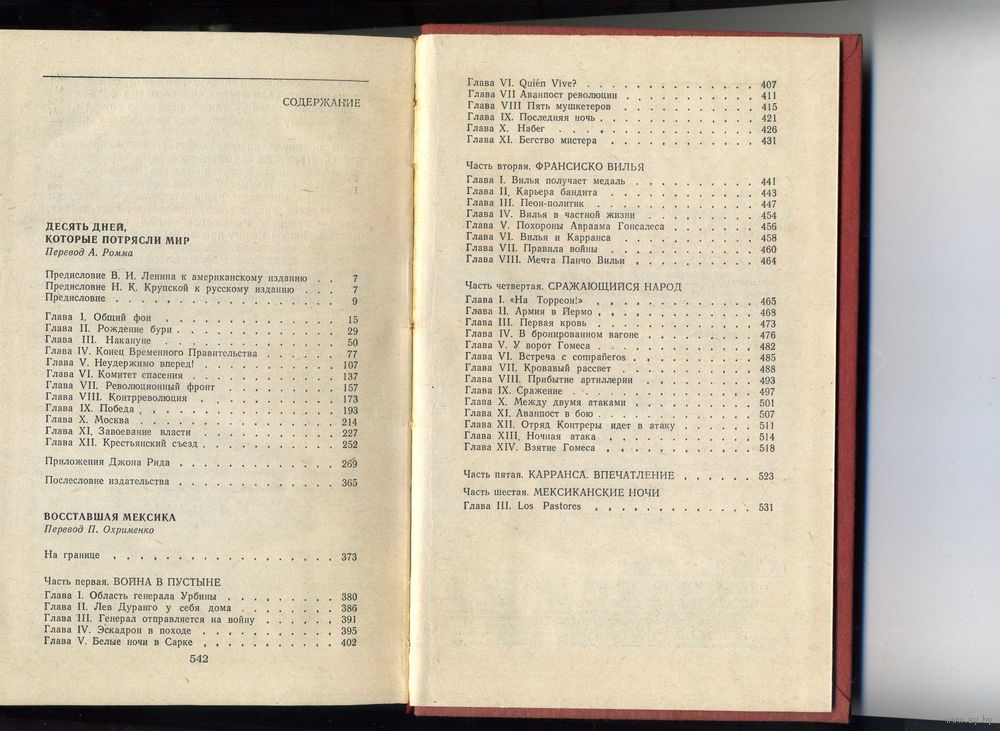 СОДЕРЖАНИЕ
ДЕСЯТЬ ДНЕЙ,
КОТОРЫЕ ПОТРЯСЛИ МИР
Перевод А. Ромма
Предисловие В. И. Ленина к американскому изданию . . 7
Предисловие Н. К. Крупской к русскому изданию . . . 7
Предисловие . . . . . . . . . . . . . . . . 9
Глава I. Общий фон . . . . . . . . . . . . . 15
Глава II. Рождение бури . . . . . . . . . . . . 29
Глава III. Накануне . . . . . . . . . . . . . 50
Глава IV. Конец Временного Правительства . . . . . . 77
Глава V. Неудержимо вперед! . . . . . . . . . . 107
Глава VI. Комитет спасения . . . . . . . . . . . 137
Глава VII. Революционный фронт . . . . . . . . . 157
Глава VIII. Контрреволюция . . . . . . . . . . . 173
Глава IX. Победа . . . . . . . . . . . . . . 193
Глава X. Москва . . . . . . . . . . . . . . 214
Глава XI. Завоевание власти . . . . . . . . . . 227
Глава XII. Крестьянский съезд . . . . . . . . . . 252
Приложения Джона Рида . . . . . . . . . . . . 269
Послесловие издательства . . . . . . . . . . . . 365
ВОССТАВШАЯ МЕКСИКА
Перевод П. Охрименко
На границе . . . . . . . . . . . . . . . . 373
Часть первая. ВОЙНА В ПУСТЫНЕ
Глава I. Область генерала Урбины . . . . . . . . . 380
Глава II. Лев Дуранго у себя дома . . . . . . . . 386
Глава III. Генерал отправляется на войну . . . . . . 391
Глава IV. Эскадрон в походе . . . . . . . . . . 395
Глава V. Белые ночи в Сарке . . . . . . . . . . 402
542
Глава VI. Quién Vive? . . . . . . . . . . . . 407
Глава VII Аванпост революции . . . . . . . . . . 411
Глава VIII Пять мушкетеров . . . . . . . . . . 415
Глава IX. Последняя ночь . . . . . . . . . . . 421
Глава X. Набег . . . . . . . . . . . . . . 426
Глава XI. Бегство мистера . . . . . . . . . . . 431
Часть вторая. ФРАНСИСКО ВИЛЬЯ
Глава I. Вилья получает медаль . . . . . . . . . 441
Глава II. Карьера бандита . . . . . . . . . . . 443
Глава III. Пеон-политик . . . . . . . . . . . . 447
Глава IV. Вилья в частной жизни . . . . . . . . . 454
Глава V. Похороны Авраама Гонсалеса . . . . . . . 456
Глава VI. Вилья и Карранса . . . . . . . . . . 458
Глава VII. Правила войны . . . . . . . . . . . 460
Глава VIII. Мечта Панчо Вильи . . . . . . . . . 464
Часть четвертая. СРАЖАЮЩИЙСЯ НАРОД
Глава I. «На Торреон!» . . . . . . . . . . . . 465
Глава II. Армия в Йермо . . . . . . . . . . . 468
Глава III. Первая кровь . . . . . . . . . . . . 473
Глава IV. В бронированном вагоне . . . . . . . . 476
Глава V. У ворот Гомеса . . . . . . . . . . . 482
Глава VI. Встреча с compañeros . . . . . . . . . 485
Глава VII. Кровавый рассвет . . . . . . . . . . 488
Глава VIII. Прибытие артиллерии . . . . . . . . . 493
Глава IX. Сражение . . . . . . . . . . . . . 497
Глава X. Между двумя атаками . . . . . . . . . 501
Глава XI. Аванпост в бою . . . . . . . . . . . 507
Глава XII. Отряд Контреры идет в атаку . . . . . . 511
Глава XIII. Ночная атака . . . . . . . . . . . 514
Глава XIV. Взятие Гомеса . . . . . . . . . . . 518
Часть пятая. КАРРАНСА. ВПЕЧАТЛЕНИЕ . . . . . . 523
Часть шестая. МЕКСИКАНСКИЕ НОЧИ
Глава III. Los Pastores . . . . . . . . . . . . 531
www.ay.by